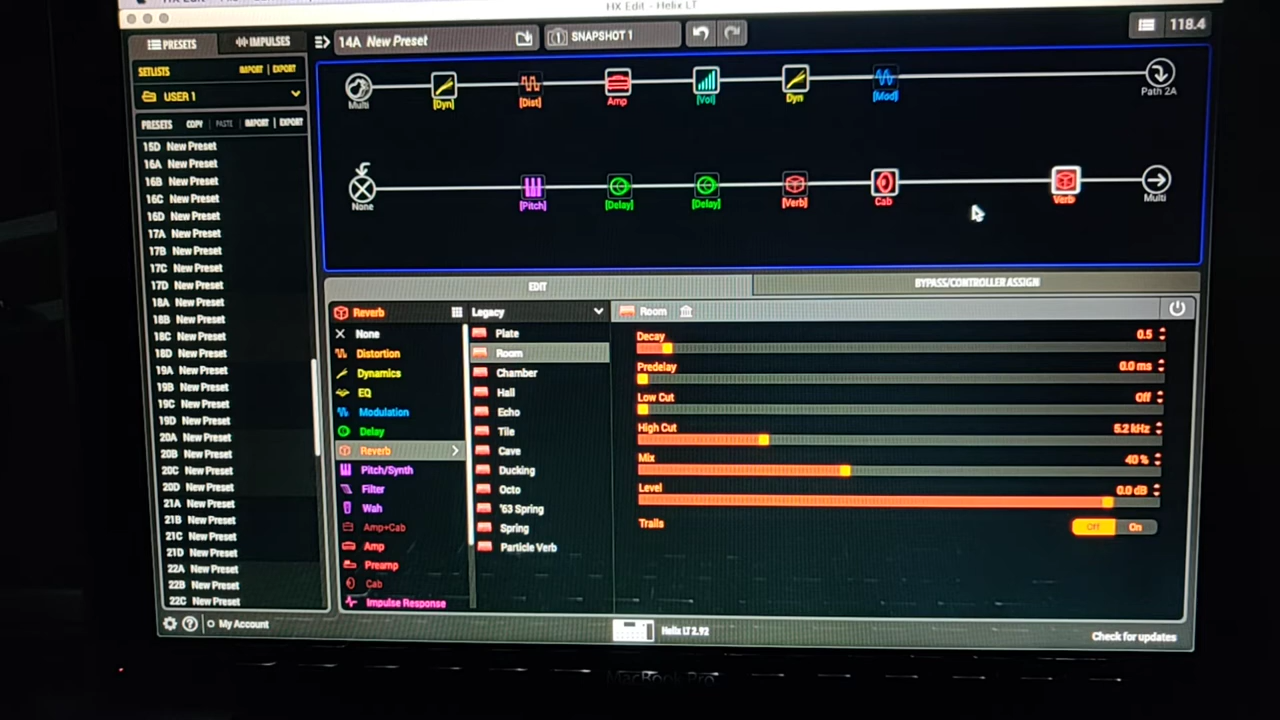 HX Edit - Helix LT
PRESETS
IMPULSES
14A New Preset
1
SNAPSHOT 1
118.4
SETLISTS
IMPORT | EXPORT
USER 1
PRESETS COPY | PASTE | IMPORT | EXPORT
15D New Preset
16A New Preset
16B New Preset
16C New Preset
16D New Preset
17A New Preset
17B New Preset
17C New Preset
17D New Preset
18A New Preset
18B New Preset
18C New Preset
18D New Preset
19A New Preset
19B New Preset
19C New Preset
19D New Preset
20A New Preset
20B New Preset
20C New Preset
20D New Preset
21A New Preset
21B New Preset
21C New Preset
21D New Preset
22A New Preset
22B New Preset
22C New Preset
Multi [Dyn] [Dist] Amp [Vol] Dyn [Mod] Path 2A
None [Pitch] [Delay] [Delay] [Verb] Cab Verb Multi
EDIT
BYPASS/CONTROLLER ASSIGN
Reverb
None
Distortion
Dynamics
EQ
Modulation
Delay
Reverb
Pitch/Synth
Filter
Wah
Amp+Cab
Amp
Preamp
Cab
Impulse Response
Legacy
Plate
Room
Chamber
Hall
Echo
Tile
Cave
Ducking
Octo
'63 Spring
Spring
Particle Verb
Room
Decay 0.5
Predelay 0.0 ms
Low Cut Off
High Cut 5.2 kHz
Mix 40 %
Level 0.0 dB
Trails Off On
? My Account
Helix LT 2.92
Check for updates
MacBook Pro